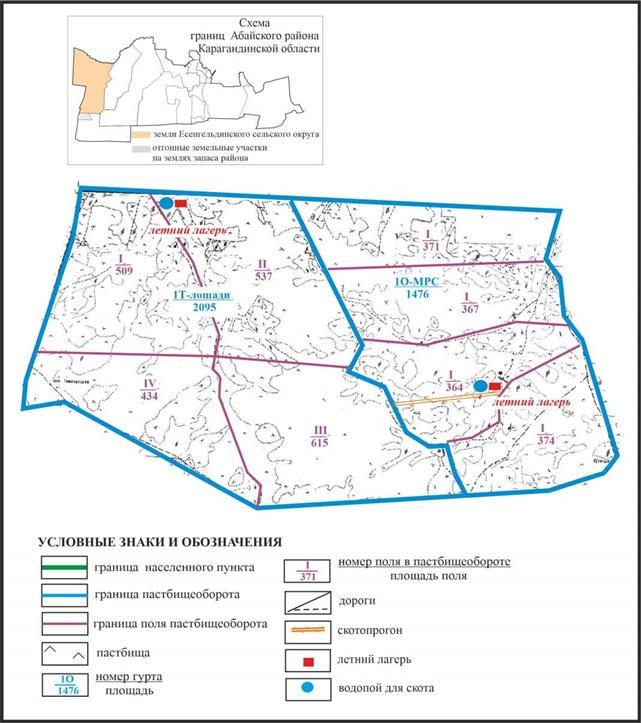 Схема
границ Абайского района
Карагандинской области
земли Есенгельдинского сельского округа
отгонные земельные участки
на землях запаса района
летний лагерь
I
371
I
509
II
537
1О-МРС
1476
1Т-лошади
2095
I
367
IV
434
I
364
летний лагерь
III
615
I
374
УСЛОВНЫЕ ЗНАКИ И ОБОЗНАЧЕНИЯ
граница населенного пункта
граница пастбищеоборота
граница поля пастбищеоборота
пастбища
1О
1476
номер гурта
площадь
I
371
номер поля в пастбищеобороте
площадь поля
дороги
скотопрогон
летний лагерь
водопой для скота